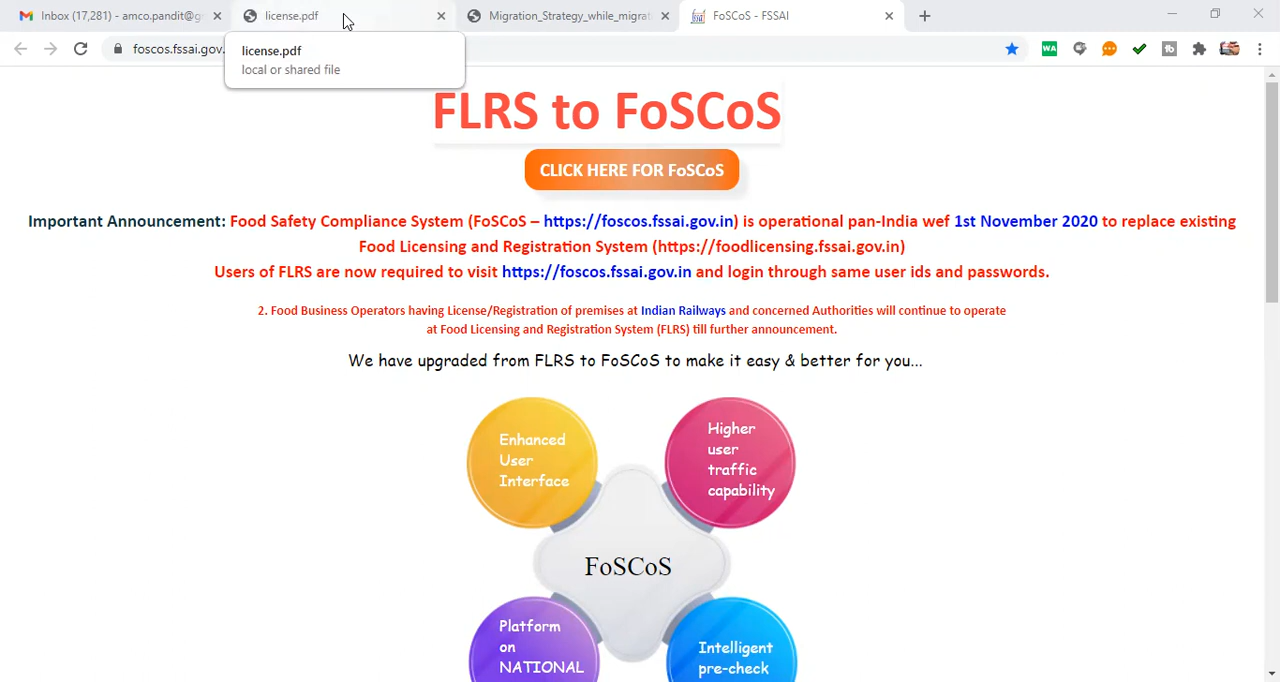 Inbox (17,281) - amco.pandit@g
license.pdf
Migration_Strategy_while_migrat
FoSCoS - FSSAI
foscos.fssai.gov.
license.pdf
local or shared file
FLRS to FoSCoS
CLICK HERE FOR FoSCoS
Important Announcement: Food Safety Compliance System (FoSCoS – https://foscos.fssai.gov.in) is operational pan-India wef 1st November 2020 to replace existing
Food Licensing and Registration System (https://foodlicensing.fssai.gov.in)
Users of FLRS are now required to visit https://foscos.fssai.gov.in and login through same user ids and passwords.
2. Food Business Operators having License/Registration of premises at Indian Railways and concerned Authorities will continue to operate
at Food Licensing and Registration System (FLRS) till further announcement.
We have upgraded from FLRS to FoSCoS to make it easy & better for you...
Enhanced
User
Interface
Higher
user
traffic
capability
FoSCoS
Platform
on
NATIONAL
Intelligent
pre-check
WA